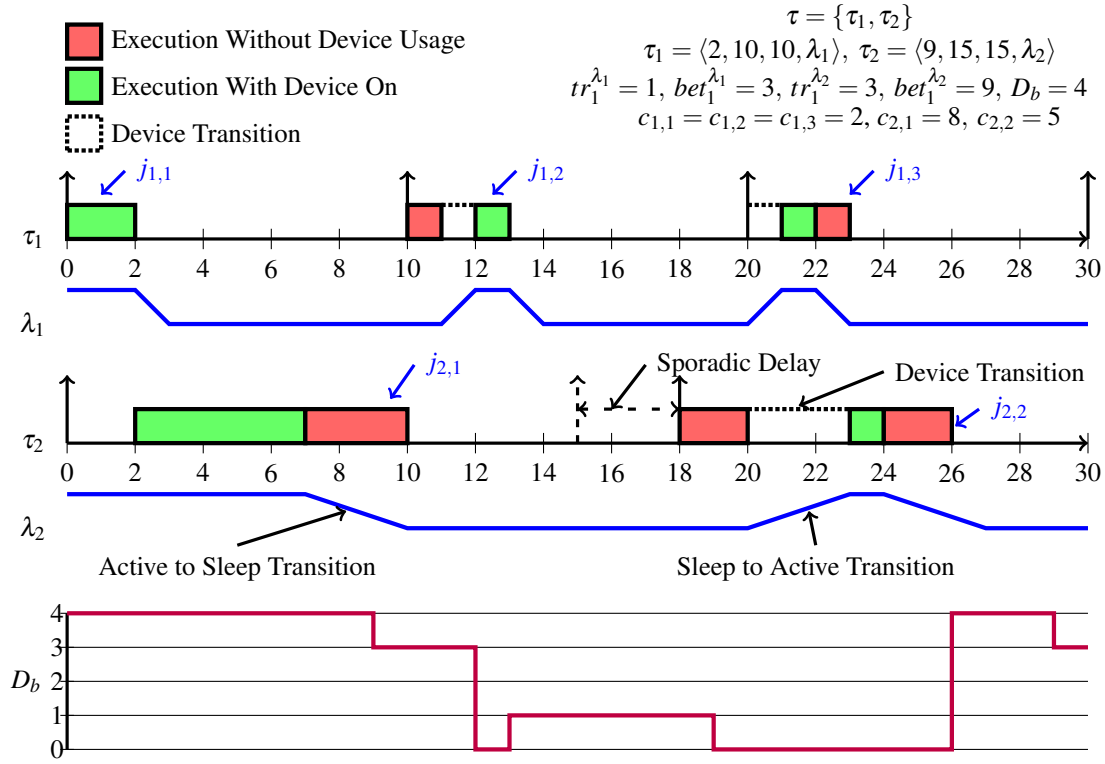 Execution Without Device Usage
Execution With Device On
Device Transition
τ = {τ₁, τ₂}
τ₁ = ⟨2, 10, 10, λ₁⟩, τ₂ = ⟨9, 15, 15, λ₂⟩
tr₁^λ₁ = 1, bet₁^λ₁ = 3, tr₁^λ₂ = 3, bet₁^λ₂ = 9, D_b = 4
c₁,₁ = c₁,₂ = c₁,₃ = 2, c₂,₁ = 8, c₂,₂ = 5
j₁,₁ j₁,₂ j₁,₃
τ₁
0 2 4 6 8 10 12 14 16 18 20 22 24 26 28 30
λ₁
j₂,₁ Sporadic Delay
Device Transition
j₂,₂
τ₂
0 2 4 6 8 10 12 14 16 18 20 22 24 26 28 30
λ₂
Active to Sleep Transition Sleep to Active Transition
4
3
D_b 2
1
0